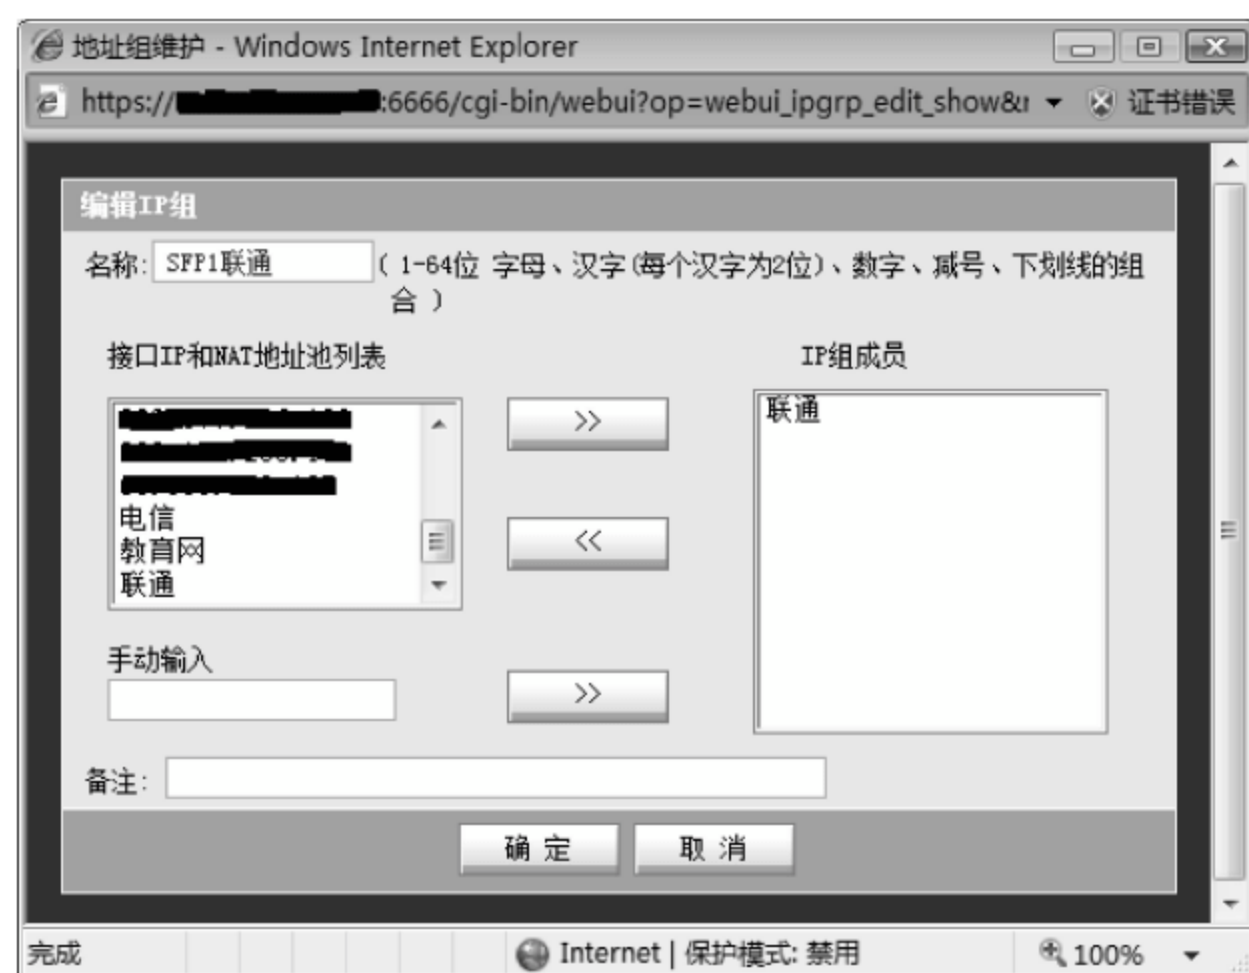 地址组维护 - Windows Internet Explorer
https:// :6666/cgi-bin/webui?op=webui_ipgrp_edit_show&r 证书错误
编辑IP组
名称: SFP1联通 ( 1-64位 字母、汉字(每个汉字为2位)、数字、减号、下划线的组
合 )
接口IP和NAT地址池列表 IP组成员
>> 联通
电信
教育网 <<
联通
手动输入
>>
备注:
确 定 取 消
完成 Internet | 保护模式: 禁用 100%